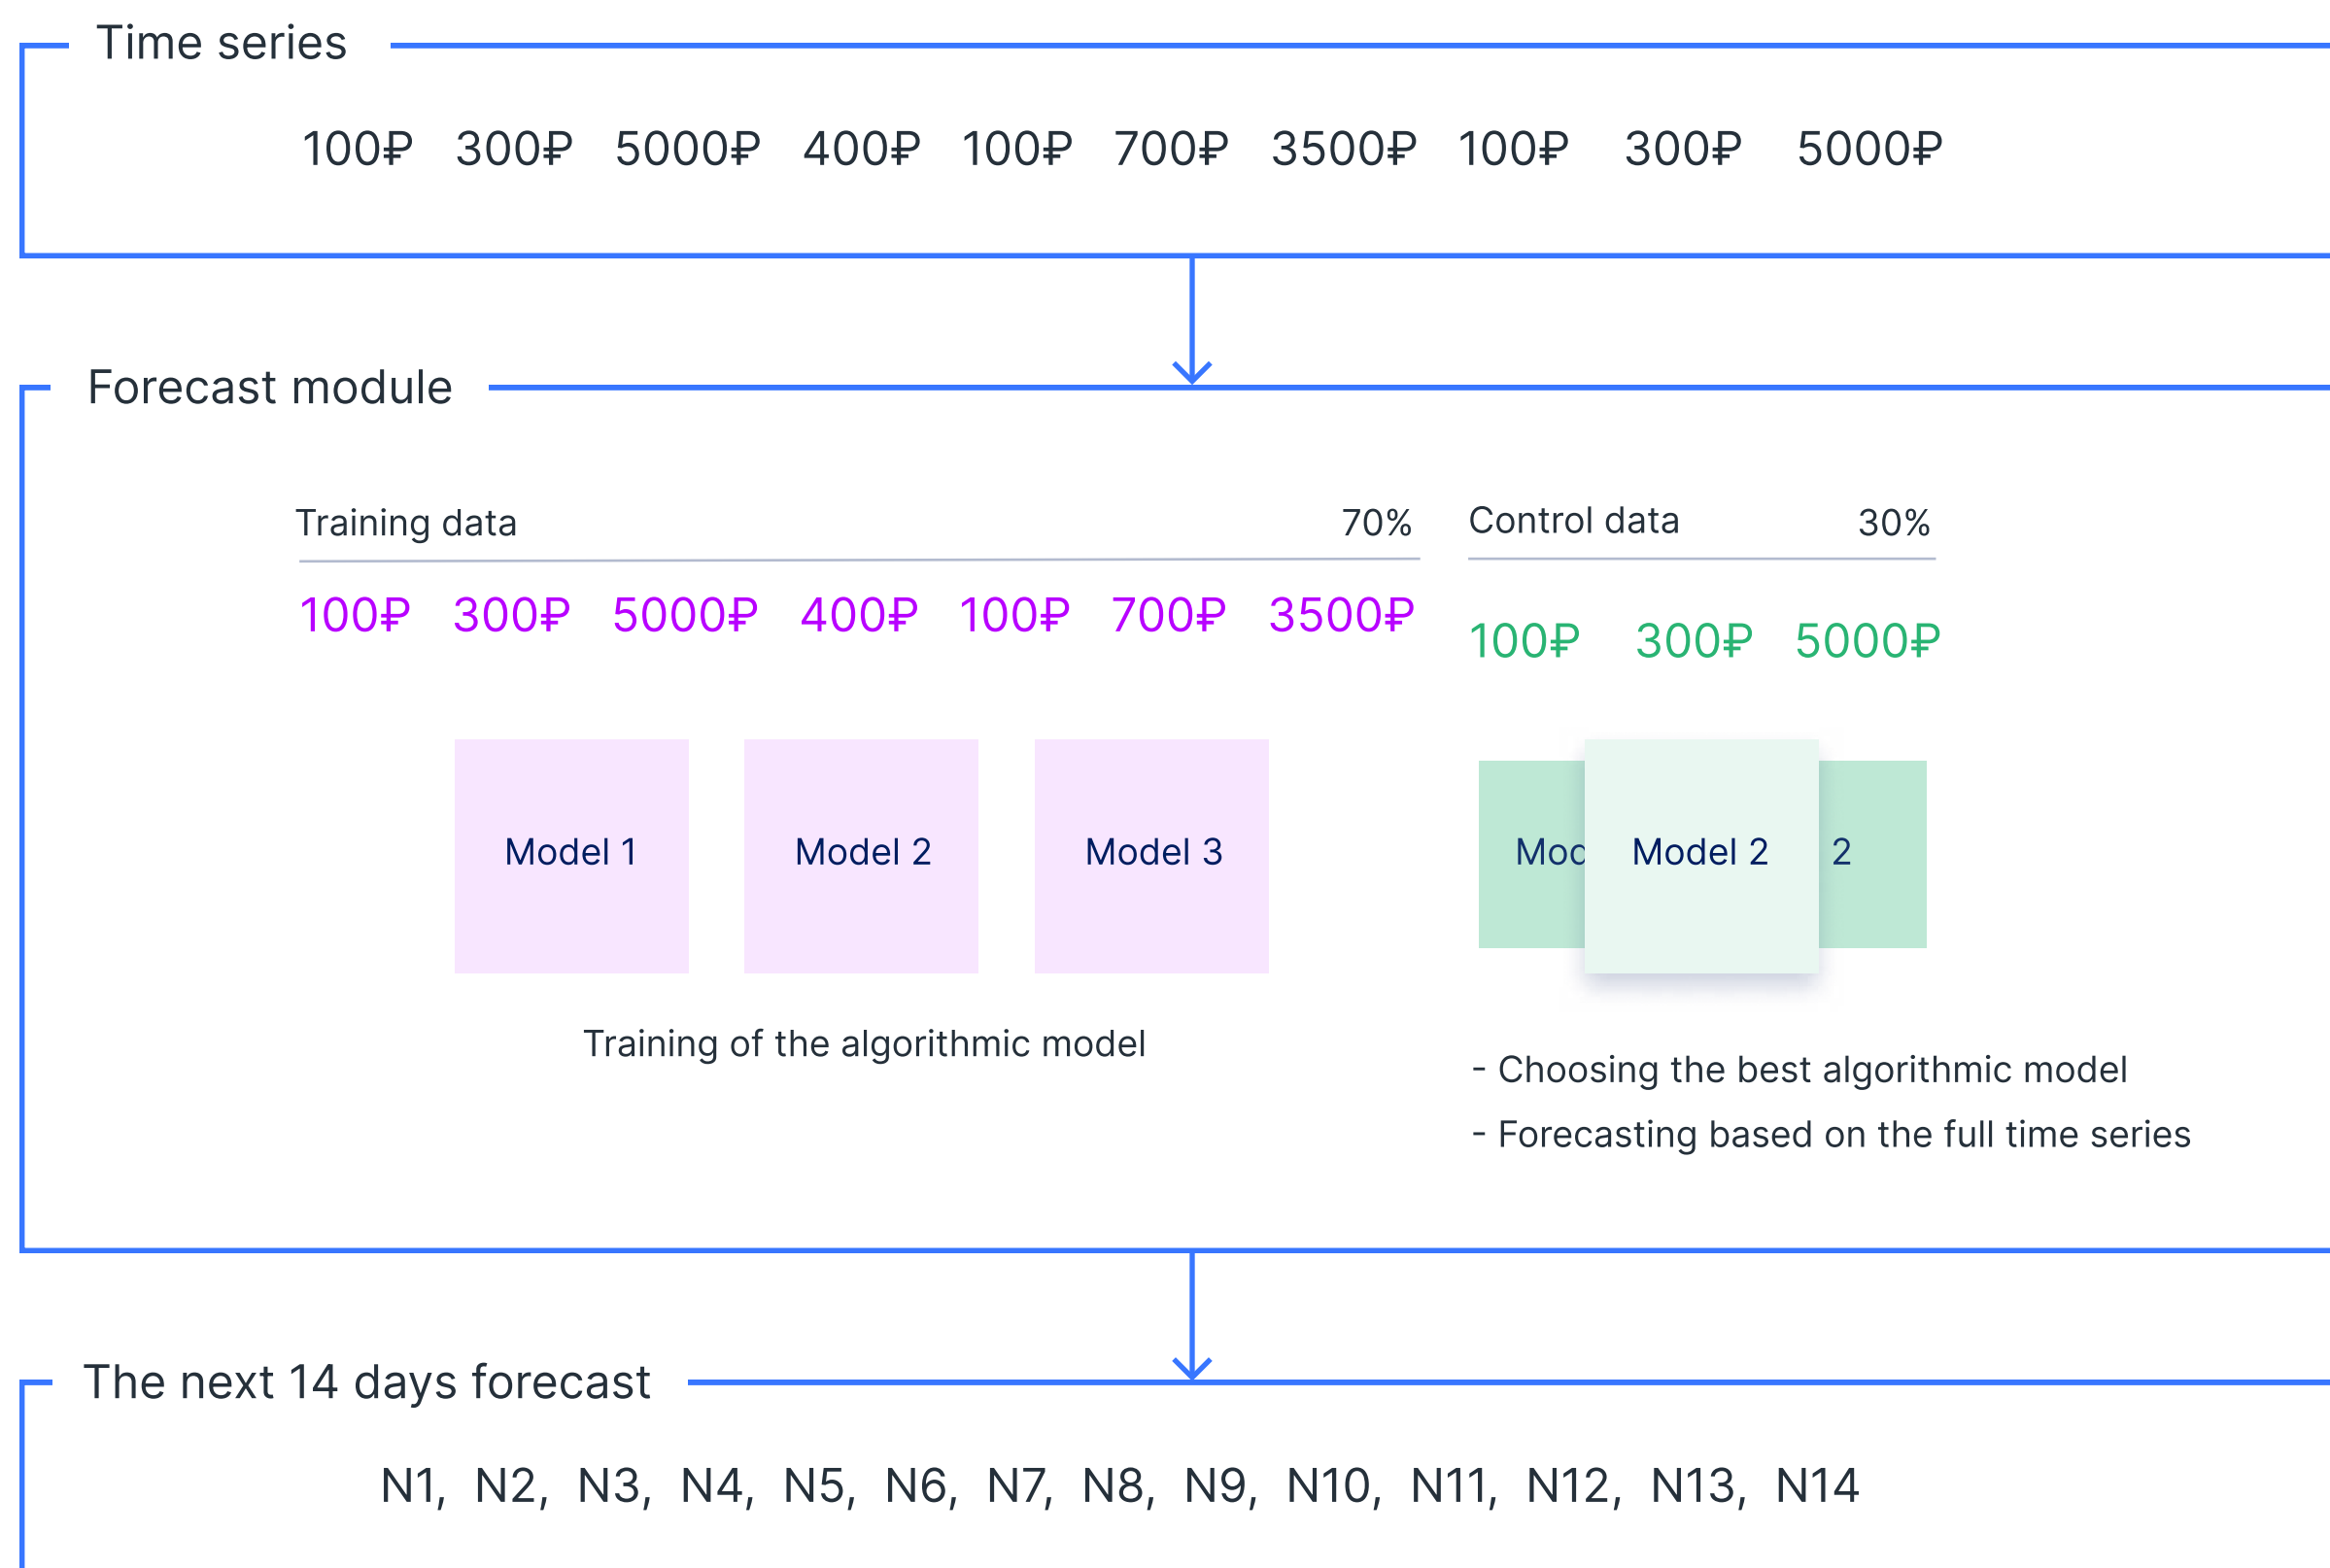 Time series
100₽ 300₽ 5000₽ 400₽ 100₽ 700₽ 3500₽ 100₽ 300₽ 5000₽
Forecast module
Training data 70% Control data 30%
100₽ 300₽ 5000₽ 400₽ 100₽ 700₽ 3500₽
100₽ 300₽ 5000₽
Model 1 Model 2 Model 3 Mod Model 2 2
Training of the algorithmic model
- Choosing the best algorithmic model
- Forecasting based on the full time series
The next 14 days forecast
N1, N2, N3, N4, N5, N6, N7, N8, N9, N10, N11, N12, N13, N14